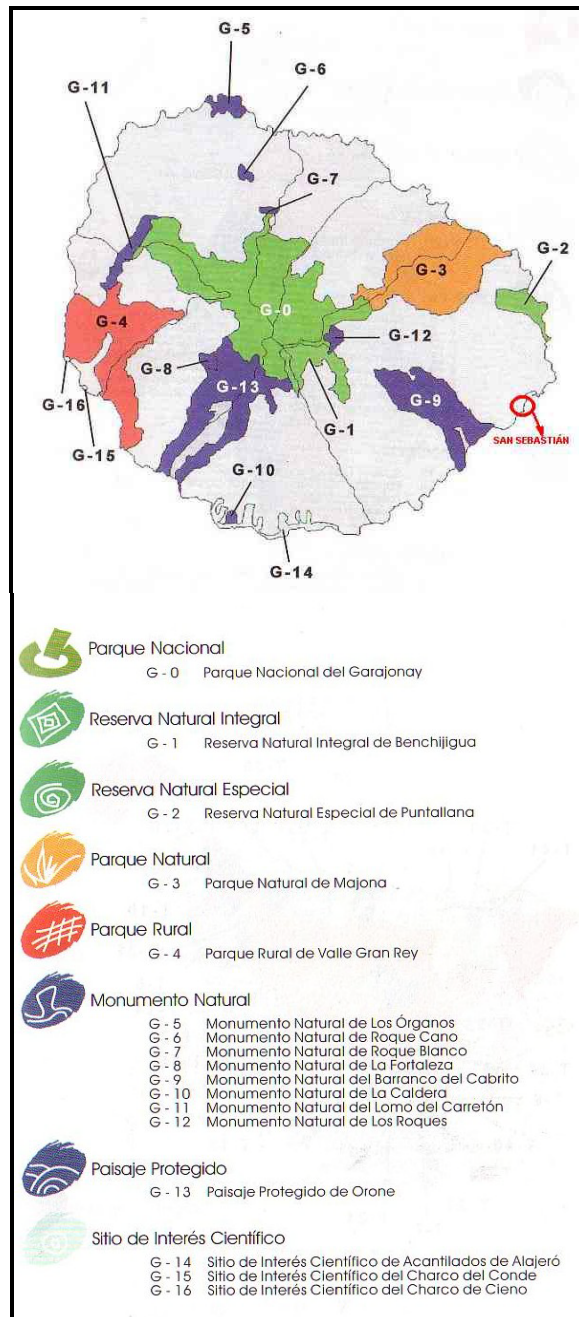 G-5
G-6
G-11
G-7
G-2
G-3
G-0
G-4
G-12
G-8
G-13
G-9
G-16
G-1
G-15
SAN SEBASTIÁN
G-10
G-14
Parque Nacional
G - 0 Parque Nacional del Garajonay
Reserva Natural Integral
G - 1 Reserva Natural Integral de Benchijigua
Reserva Natural Especial
G - 2 Reserva Natural Especial de Puntallana
Parque Natural
G - 3 Parque Natural de Majona
Parque Rural
G - 4 Parque Rural de Valle Gran Rey
Monumento Natural
G - 5 Monumento Natural de Los Órganos
G - 6 Monumento Natural de Roque Cano
G - 7 Monumento Natural de Roque Blanco
G - 8 Monumento Natural de La Fortaleza
G - 9 Monumento Natural del Barranco del Cabrito
G - 10 Monumento Natural de La Caldera
G - 11 Monumento Natural del Lomo del Carretón
G - 12 Monumento Natural de Los Roques
Paisaje Protegido
G - 13 Paisaje Protegido de Orone
Sitio de Interés Científico
G - 14 Sitio de Interés Científico de Acantilados de Alajeró
G - 15 Sitio de Interés Científico del Charco del Conde
G - 16 Sitio de Interés Científico del Charco de Cieno